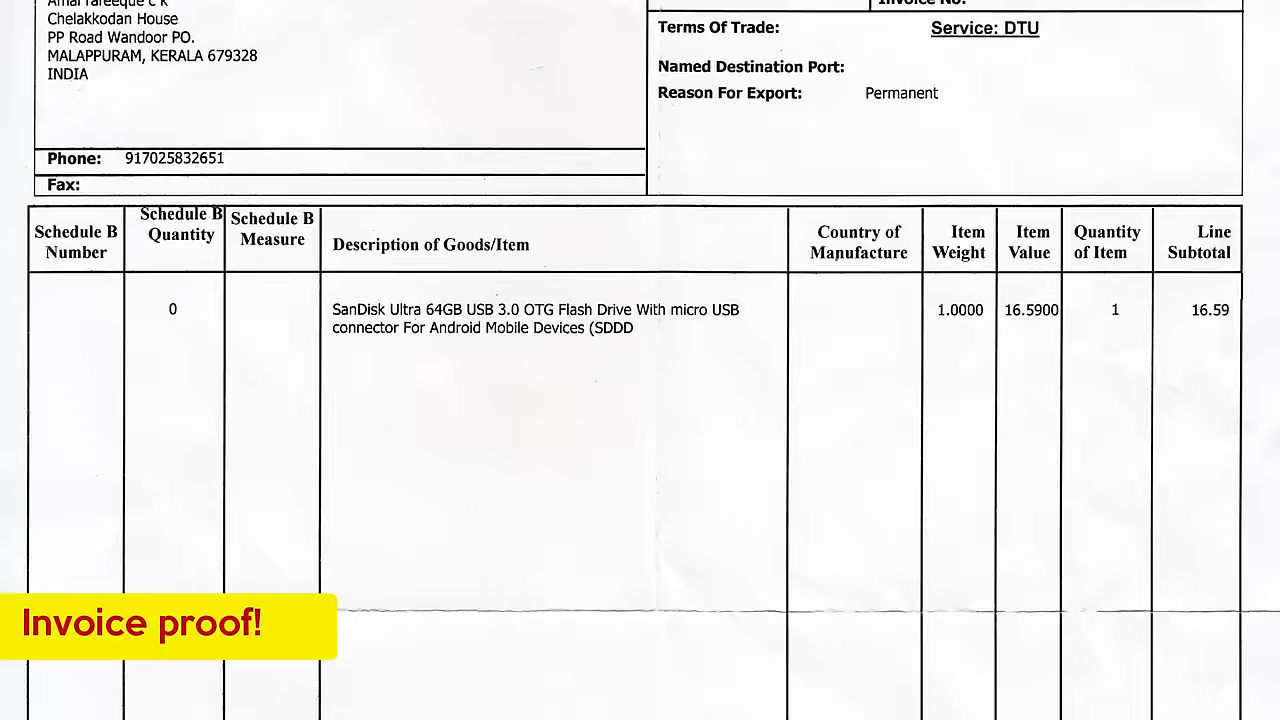 Chelakkodan House
PP Road Wandoor PO.
MALAPPURAM, KERALA 679328
INDIA
Phone: 917025832651
Fax:
Invoice No:
Terms Of Trade: Service: DTU
Named Destination Port:
Reason For Export: Permanent
Schedule B Number
Schedule B Quantity
Schedule B Measure
Description of Goods/Item
Country of Manufacture
Item Weight
Item Value
Quantity of Item
Line Subtotal
0 SanDisk Ultra 64GB USB 3.0 OTG Flash Drive With micro USB 1.0000 16.5900 1 16.59
connector For Android Mobile Devices (SDDD
Invoice proof!